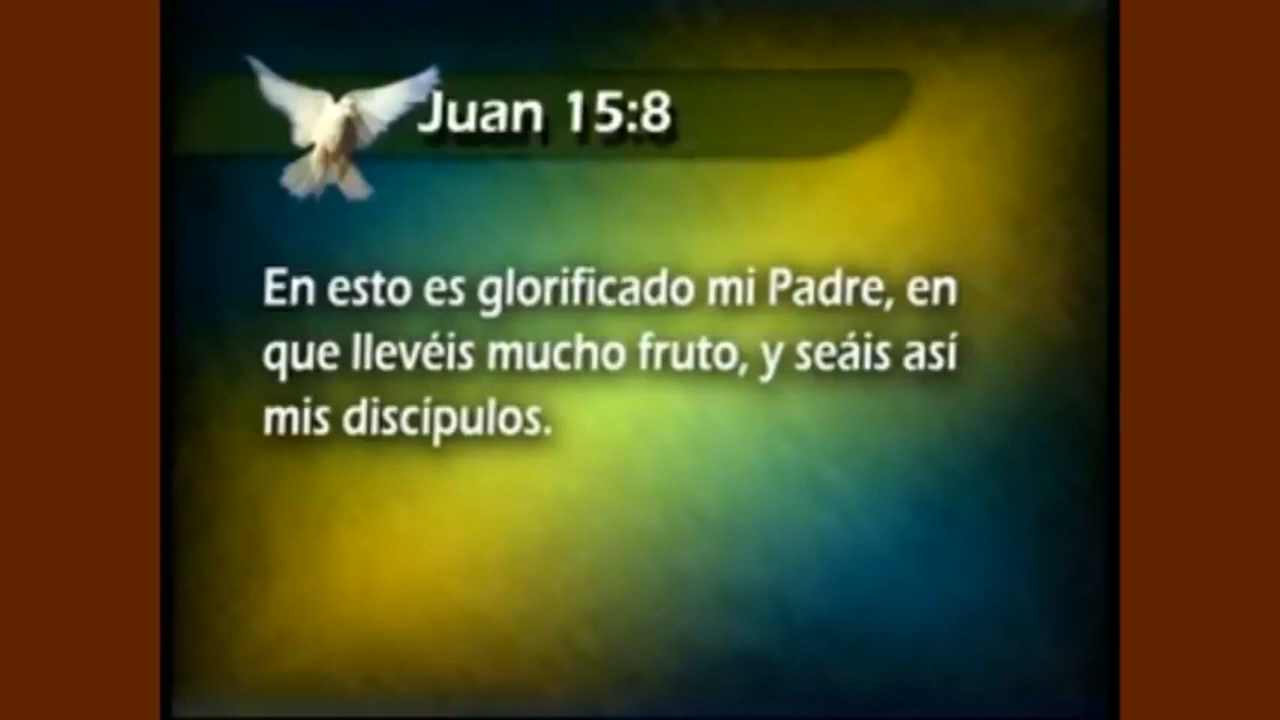 Juan 15:8
En esto es glorificado mi Padre, en
que llevéis mucho fruto, y seáis así
mis discípulos.